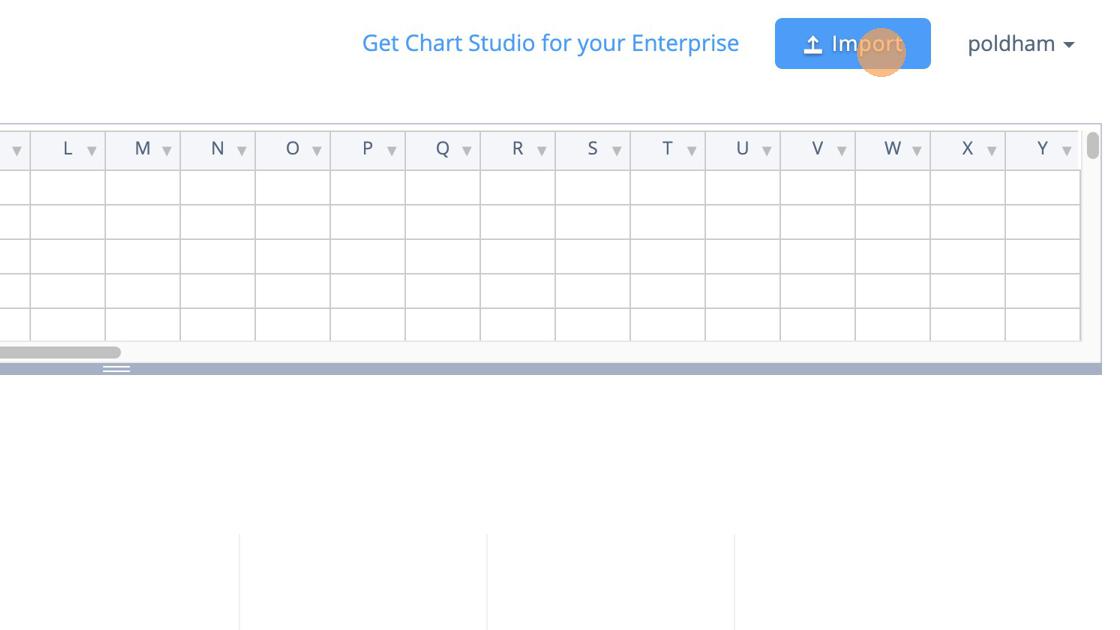 Get Chart Studio for your Enterprise Import poldham
L M N O P Q R S T U V W X Y